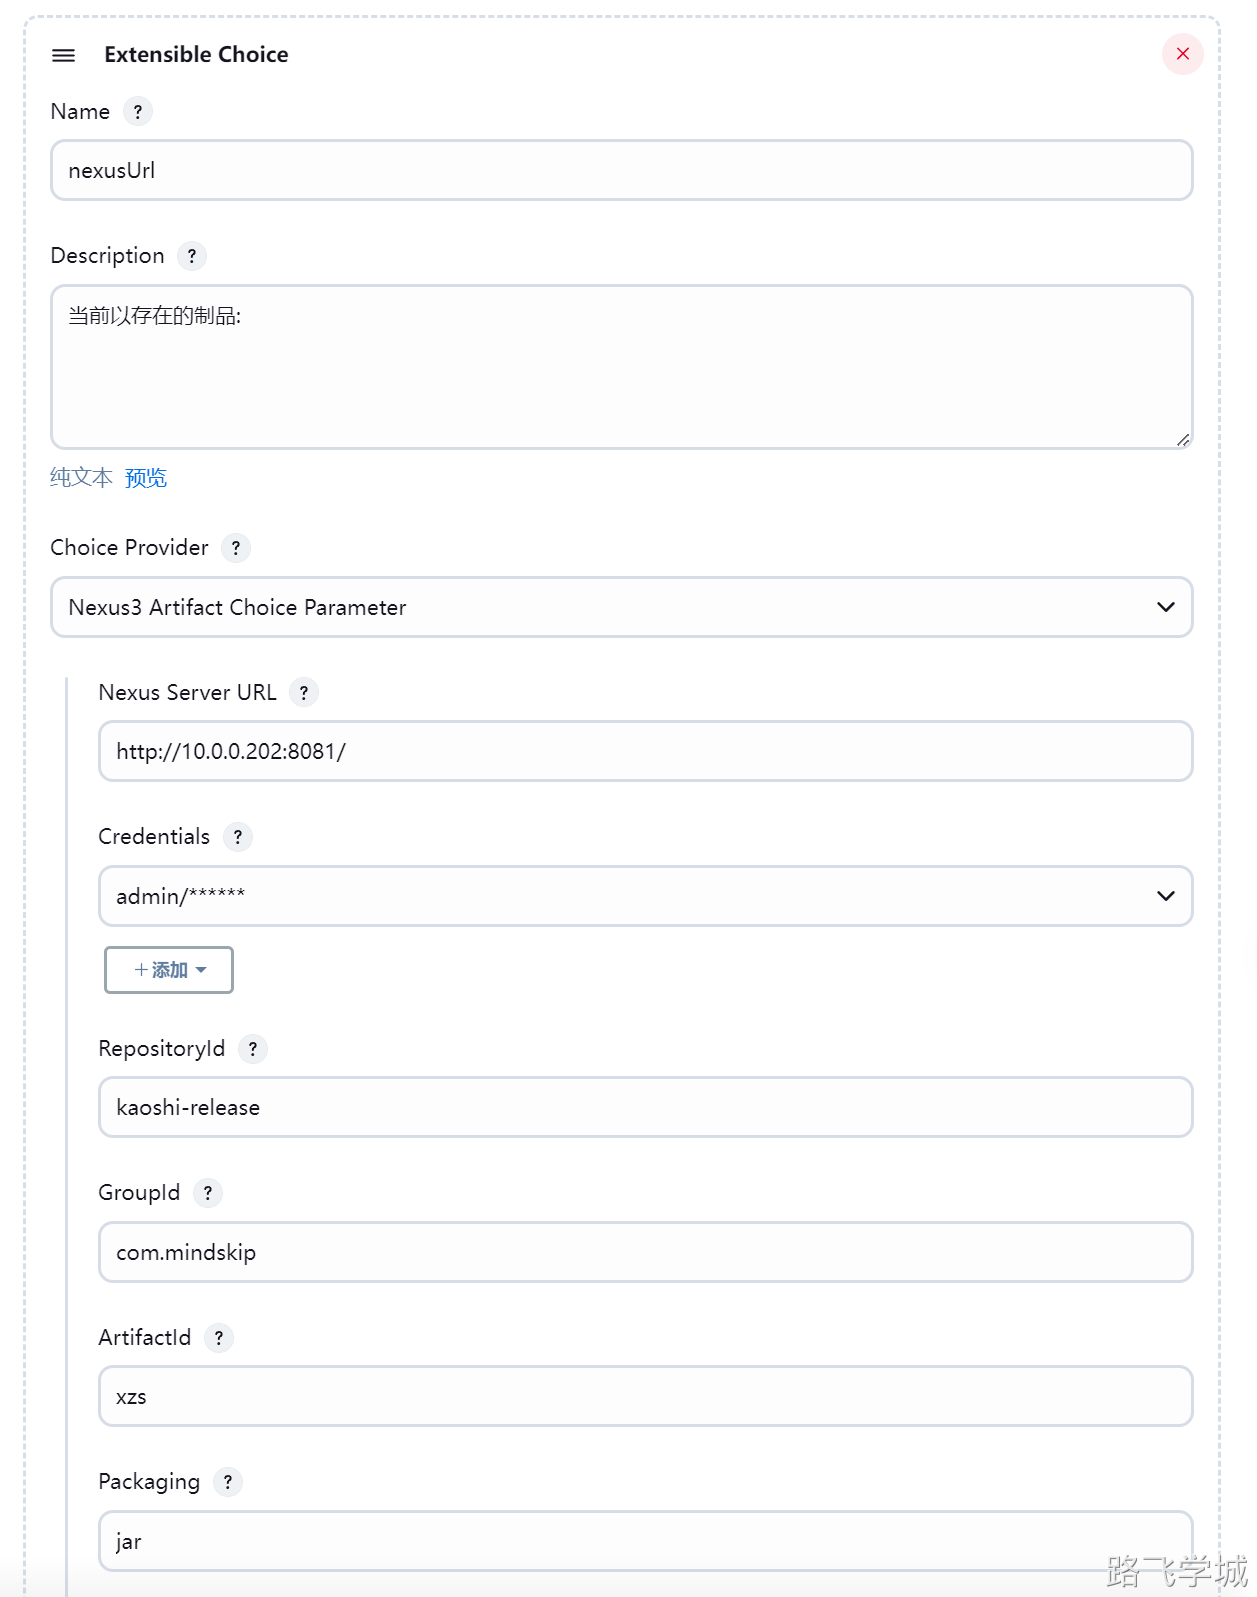 Extensible Choice
Name ?
nexusUrl
Description ?
当前以存在的制品:
纯文本 预览
Choice Provider ?
Nexus3 Artifact Choice Parameter
Nexus Server URL ?
http://10.0.0.202:8081/
Credentials ?
admin/******
+添加
RepositoryId ?
kaoshi-release
GroupId ?
com.mindskip
ArtifactId ?
xzs
Packaging ?
jar
路飞学城